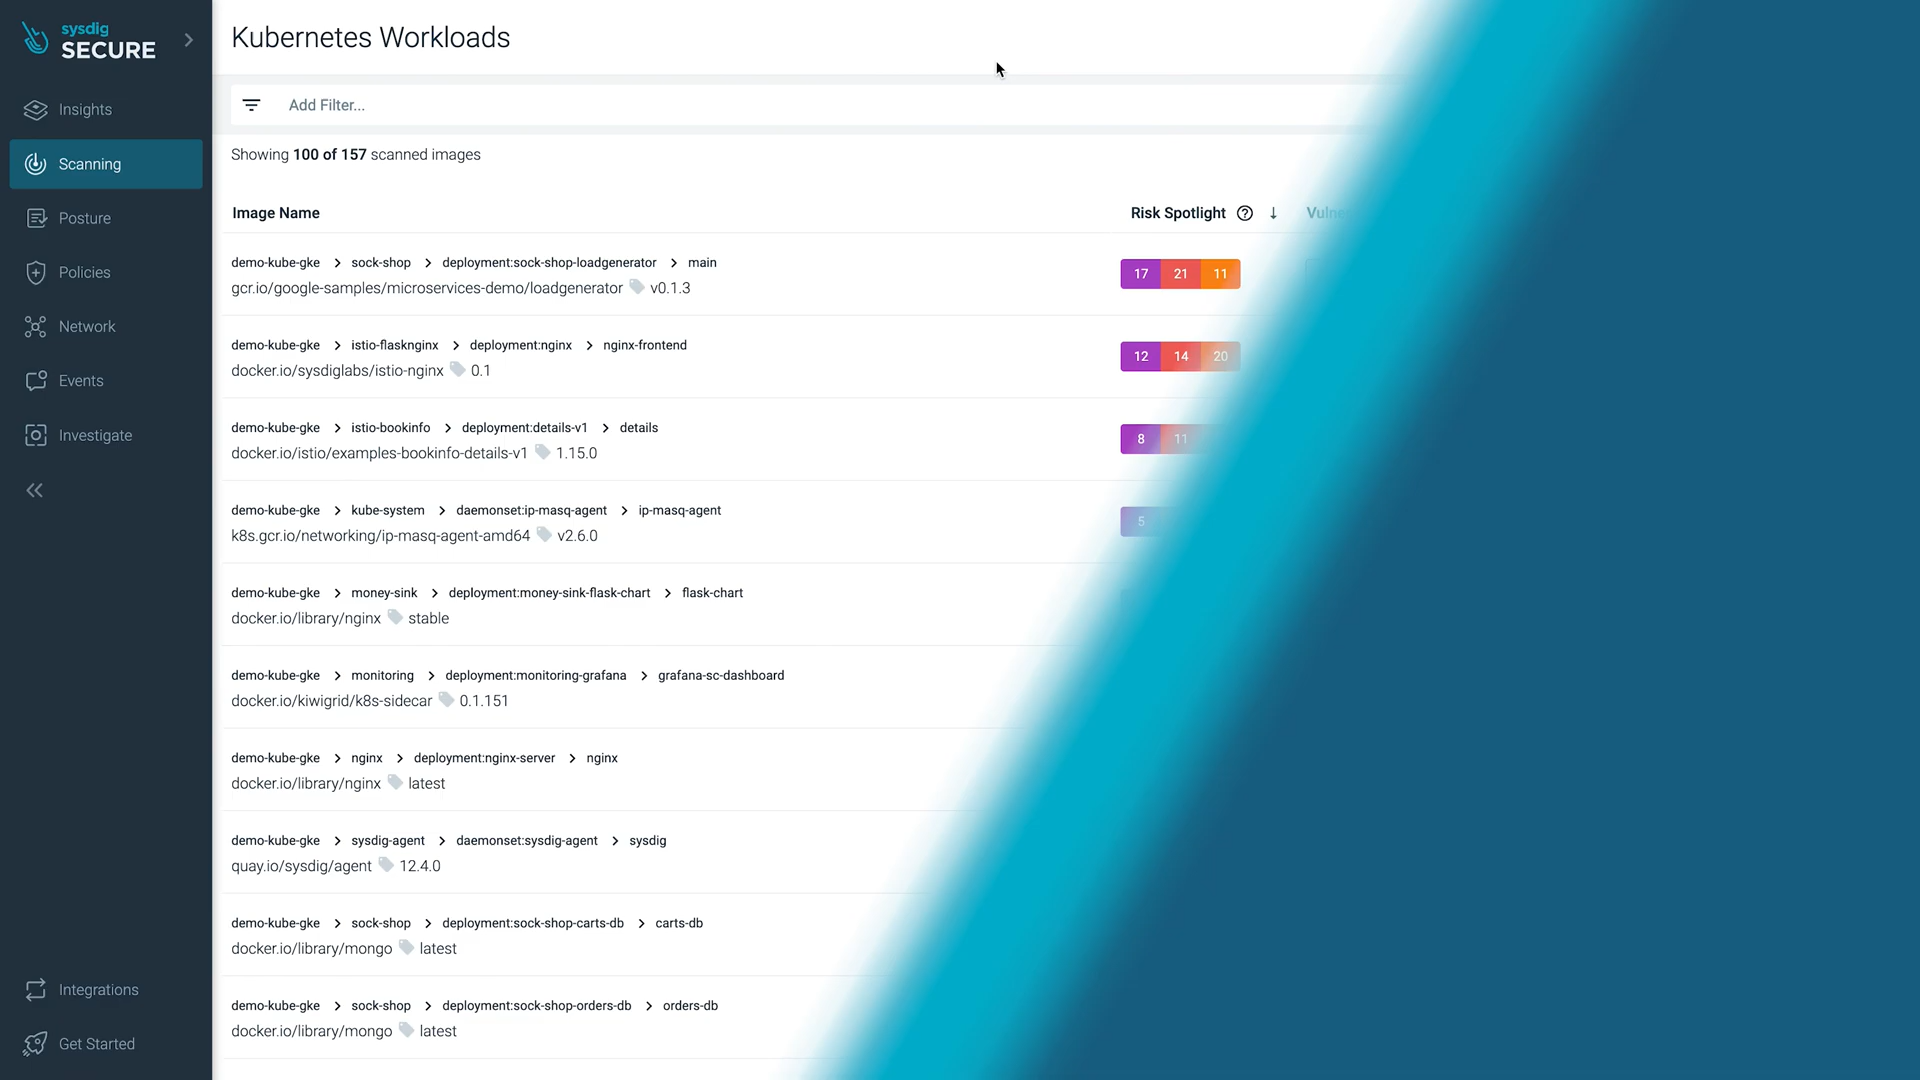 sysdig
SECURE
Insights
Scanning
Posture
Policies
Network
Events
Investigate
Integrations
Get Started
Kubernetes Workloads
Add Filter...
Showing 100 of 157 scanned images
Image Name
Risk Spotlight
demo-kube-gke > sock-shop > deployment:sock-shop-loadgenerator > main
gcr.io/google-samples/microservices-demo/loadgenerator v0.1.3
17 21 11
demo-kube-gke > istio-flasknginx > deployment:nginx > nginx-frontend
docker.io/sysdiglabs/istio-nginx 0.1
12 14 20
demo-kube-gke > istio-bookinfo > deployment:details-v1 > details
docker.io/istio/examples-bookinfo-details-v1 1.15.0
8 11
demo-kube-gke > kube-system > daemonset:ip-masq-agent > ip-masq-agent
k8s.gcr.io/networking/ip-masq-agent-amd64 v2.6.0
5
demo-kube-gke > money-sink > deployment:money-sink-flask-chart > flask-chart
docker.io/library/nginx stable
demo-kube-gke > monitoring > deployment:monitoring-grafana > grafana-sc-dashboard
docker.io/kiwigrid/k8s-sidecar 0.1.151
demo-kube-gke > nginx > deployment:nginx-server > nginx
docker.io/library/nginx latest
demo-kube-gke > sysdig-agent > daemonset:sysdig-agent > sysdig
quay.io/sysdig/agent 12.4.0
demo-kube-gke > sock-shop > deployment:sock-shop-carts-db > carts-db
docker.io/library/mongo latest
demo-kube-gke > sock-shop > deployment:sock-shop-orders-db > orders-db
docker.io/library/mongo latest